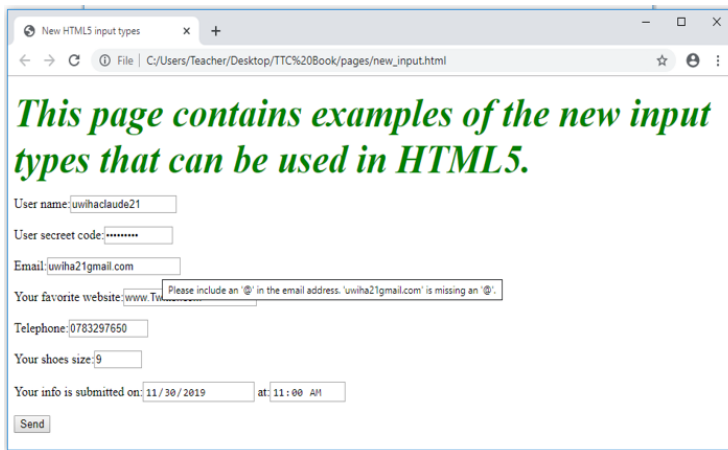 New HTML5 input types
File | C:/Users/Teacher/Desktop/TTC%20Book/pages/new_input.html
This page contains examples of the new input
types that can be used in HTML5.
User name: uwihaclaude21
User secreet code: •••••••••
Email: uwiha21gmail.com
Please include an '@' in the email address. 'uwiha21gmail.com' is missing an '@'.
Your favorite website: www.
Telephone: 0783297650
Your shoes size: 9
Your info is submitted on: 11/30/2019 at: 11:00 AM
Send